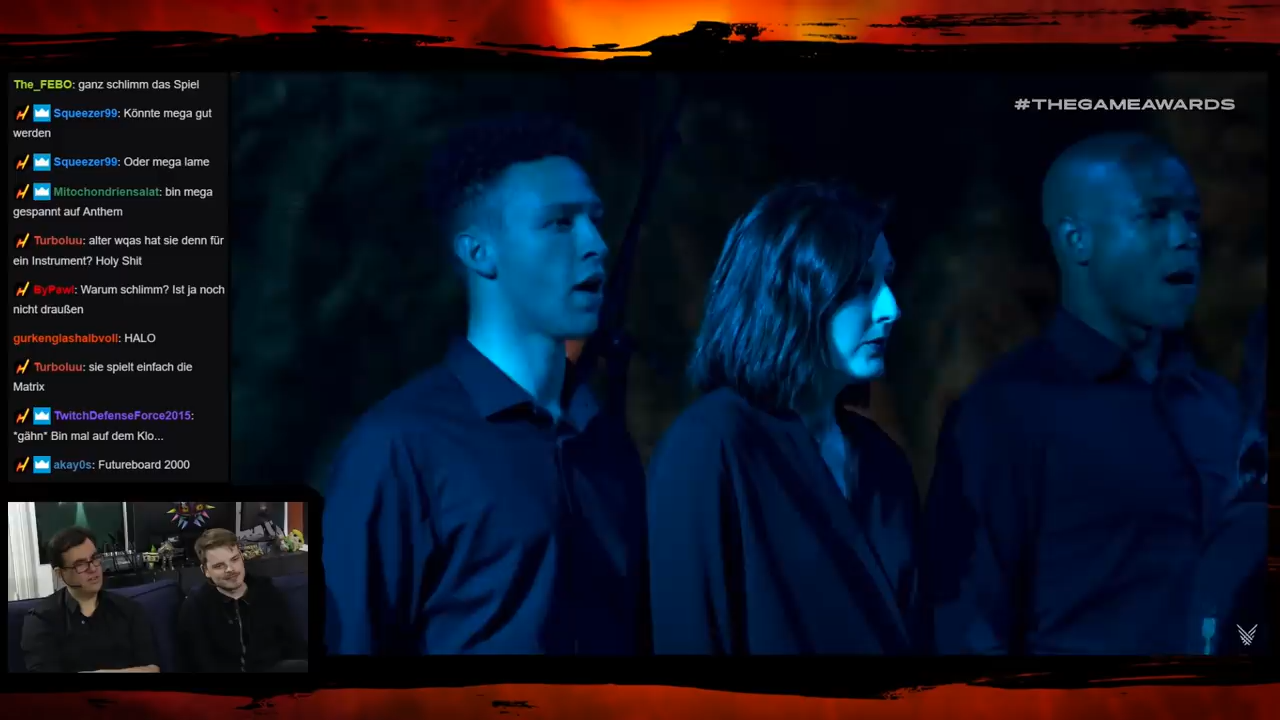 The_FEBO: ganz schlimm das Spiel
Squeezer99: Könnte mega gut
werden
Squeezer99: Oder mega lame
Mitochondriensalat: bin mega
gespannt auf Anthem
Turboluu: alter wqas hat sie denn für
ein Instrument? Holy Shit
ByPawl: Warum schlimm? Ist ja noch
nicht draußen
gurkenglashalbvoll: HALO
Turboluu: sie spielt einfach die
Matrix
TwitchDefenseForce2015:
*gähn* Bin mal auf dem Klo...
akay0s: Futureboard 2000
#THEGAMEAWARDS